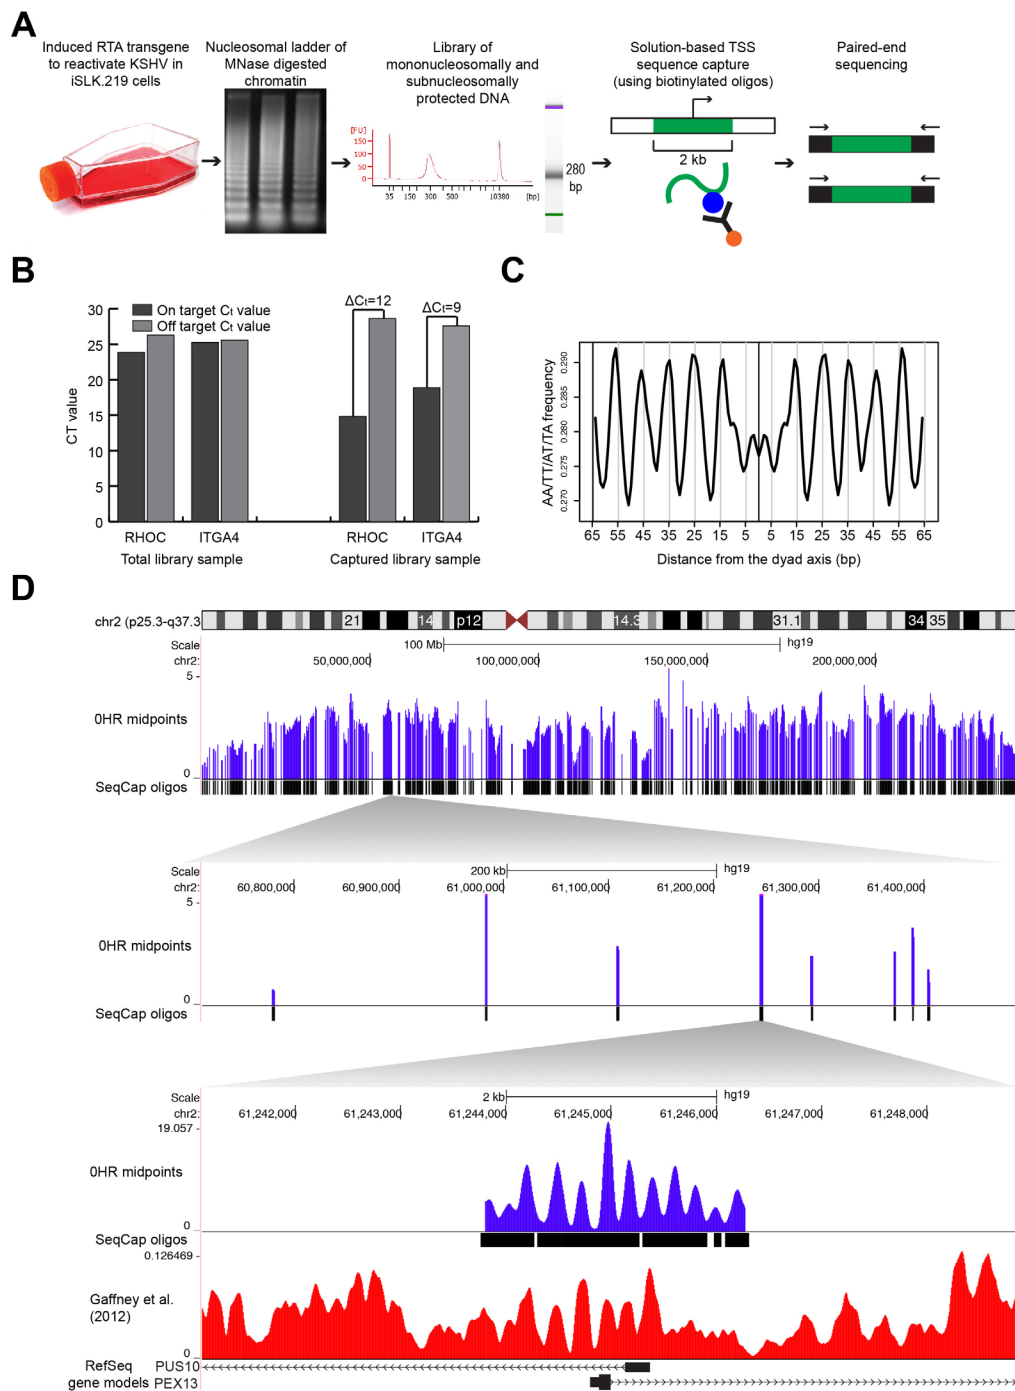 A
Induced RTA transgene
to reactivate KSHV in
iSLK.219 cells
Nucleosomal ladder of
MNase digested
chromatin
Library of
mononucleosomally and
subnucleosomally
protected DNA
[FU]
150
100
50
0
35 150 300 500 10380 [bp]
280
bp
Solution-based TSS
sequence capture
(using biotinylated oligos)
2 kb
Paired-end
sequencing
B
30
25
20
15
10
5
0
CT value
On target Ct value
Off target Ct value
ΔCt=12
ΔCt=9
RHOC ITGA4 RHOC ITGA4
Total library sample Captured library sample
C
0.290
0.285
0.280
0.275
0.270
AA/TT/AT/TA frequency
65 55 45 35 25 15 5 5 15 25 35 45 55 65
Distance from the dyad axis (bp)
D
chr2 (p25.3-q37.3 21 14 p12 14.3 31.1 34 35
Scale 100 Mb hg19
chr2: 50,000,000 100,000,000 150,000,000 200,000,000
5
0HR midpoints
0
SeqCap oligos
Scale 200 kb hg19
chr2: 60,800,000 60,900,000 61,000,000 61,100,000 61,200,000 61,300,000 61,400,000
5
0HR midpoints
0
SeqCap oligos
Scale 2 kb hg19
chr2: 61,242,000 61,243,000 61,244,000 61,245,000 61,246,000 61,247,000 61,248,000
19.057
0HR midpoints
0
SeqCap oligos
0.126469
Gaffney et al.
(2012)
0
RefSeq PUS10
gene models PEX13